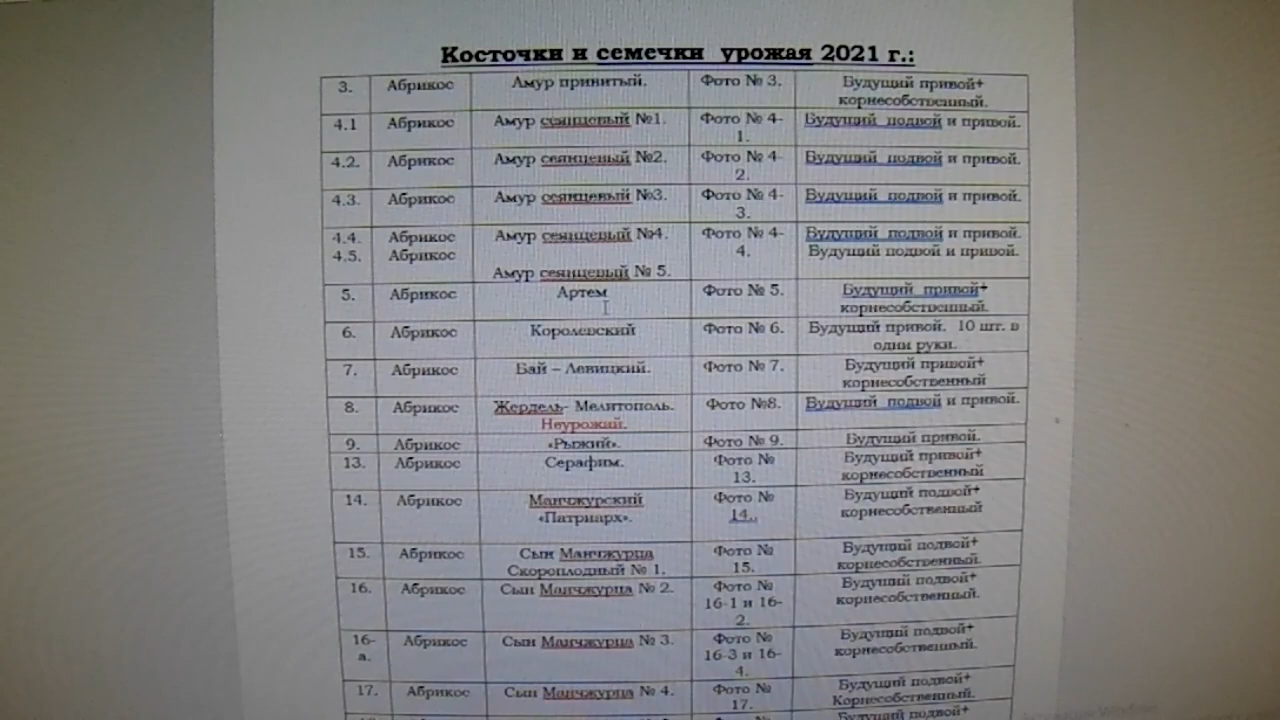 Косточки и семечки урожая 2021 г.:
3. Абрикос Амур привитый. Фото № 3. Будущий привой+
корнесобственный.
4.1 Абрикос Амур сеянцевый №1. Фото № 4- Будущий подвой и привой.
1.
4.2. Абрикос Амур сеянцевый №2. Фото № 4- Будущий подвой и привой.
2.
4.3. Абрикос Амур сеянцевый №3. Фото № 4- Будущий подвой и привой.
3.
4.4. Абрикос Амур сеянцевый №4. Фото № 4- Будущий подвой и привой.
4.5. Абрикос 4. Будущий подвой и привой.
Амур сеянцевый № 5.
5. Абрикос Артем Фото № 5. Будущий привой+
корнесобственный.
6. Абрикос Королевский Фото № 6. Будущий привой. 10 шт. в
одни руки.
7. Абрикос Бай – Левицкий. Фото № 7. Будущий привой+
корнесобственный
8. Абрикос Жердель- Мелитополь. Фото №8. Будущий подвой и привой.
Неурожай.
9. Абрикос «Рыжий». Фото № 9. Будущий привой.
13. Абрикос Серафим. Фото № Будущий привой+
13. корнесобственный
14. Абрикос Манчжурский Фото № Будущий подвой+
«Патриарх». 14.. корнесобственный
15. Абрикос Сын Манчжурца Фото № Будущий подвой+
Скороплодный № 1. 15. корнесобственный.
16. Абрикос Сын Манчжурца № 2. Фото № Будущий подвой+
16-1 и 16- корнесобственный.
2.
16- Абрикос Сын Манчжурца № 3. Фото № Будущий подвой+
а. 16-3 и 16- корнесобственный.
4.
17. Абрикос Сын Манчжурца № 4. Фото № Будущий подвой+
17. Корнесобственный.
Будущий подвой+